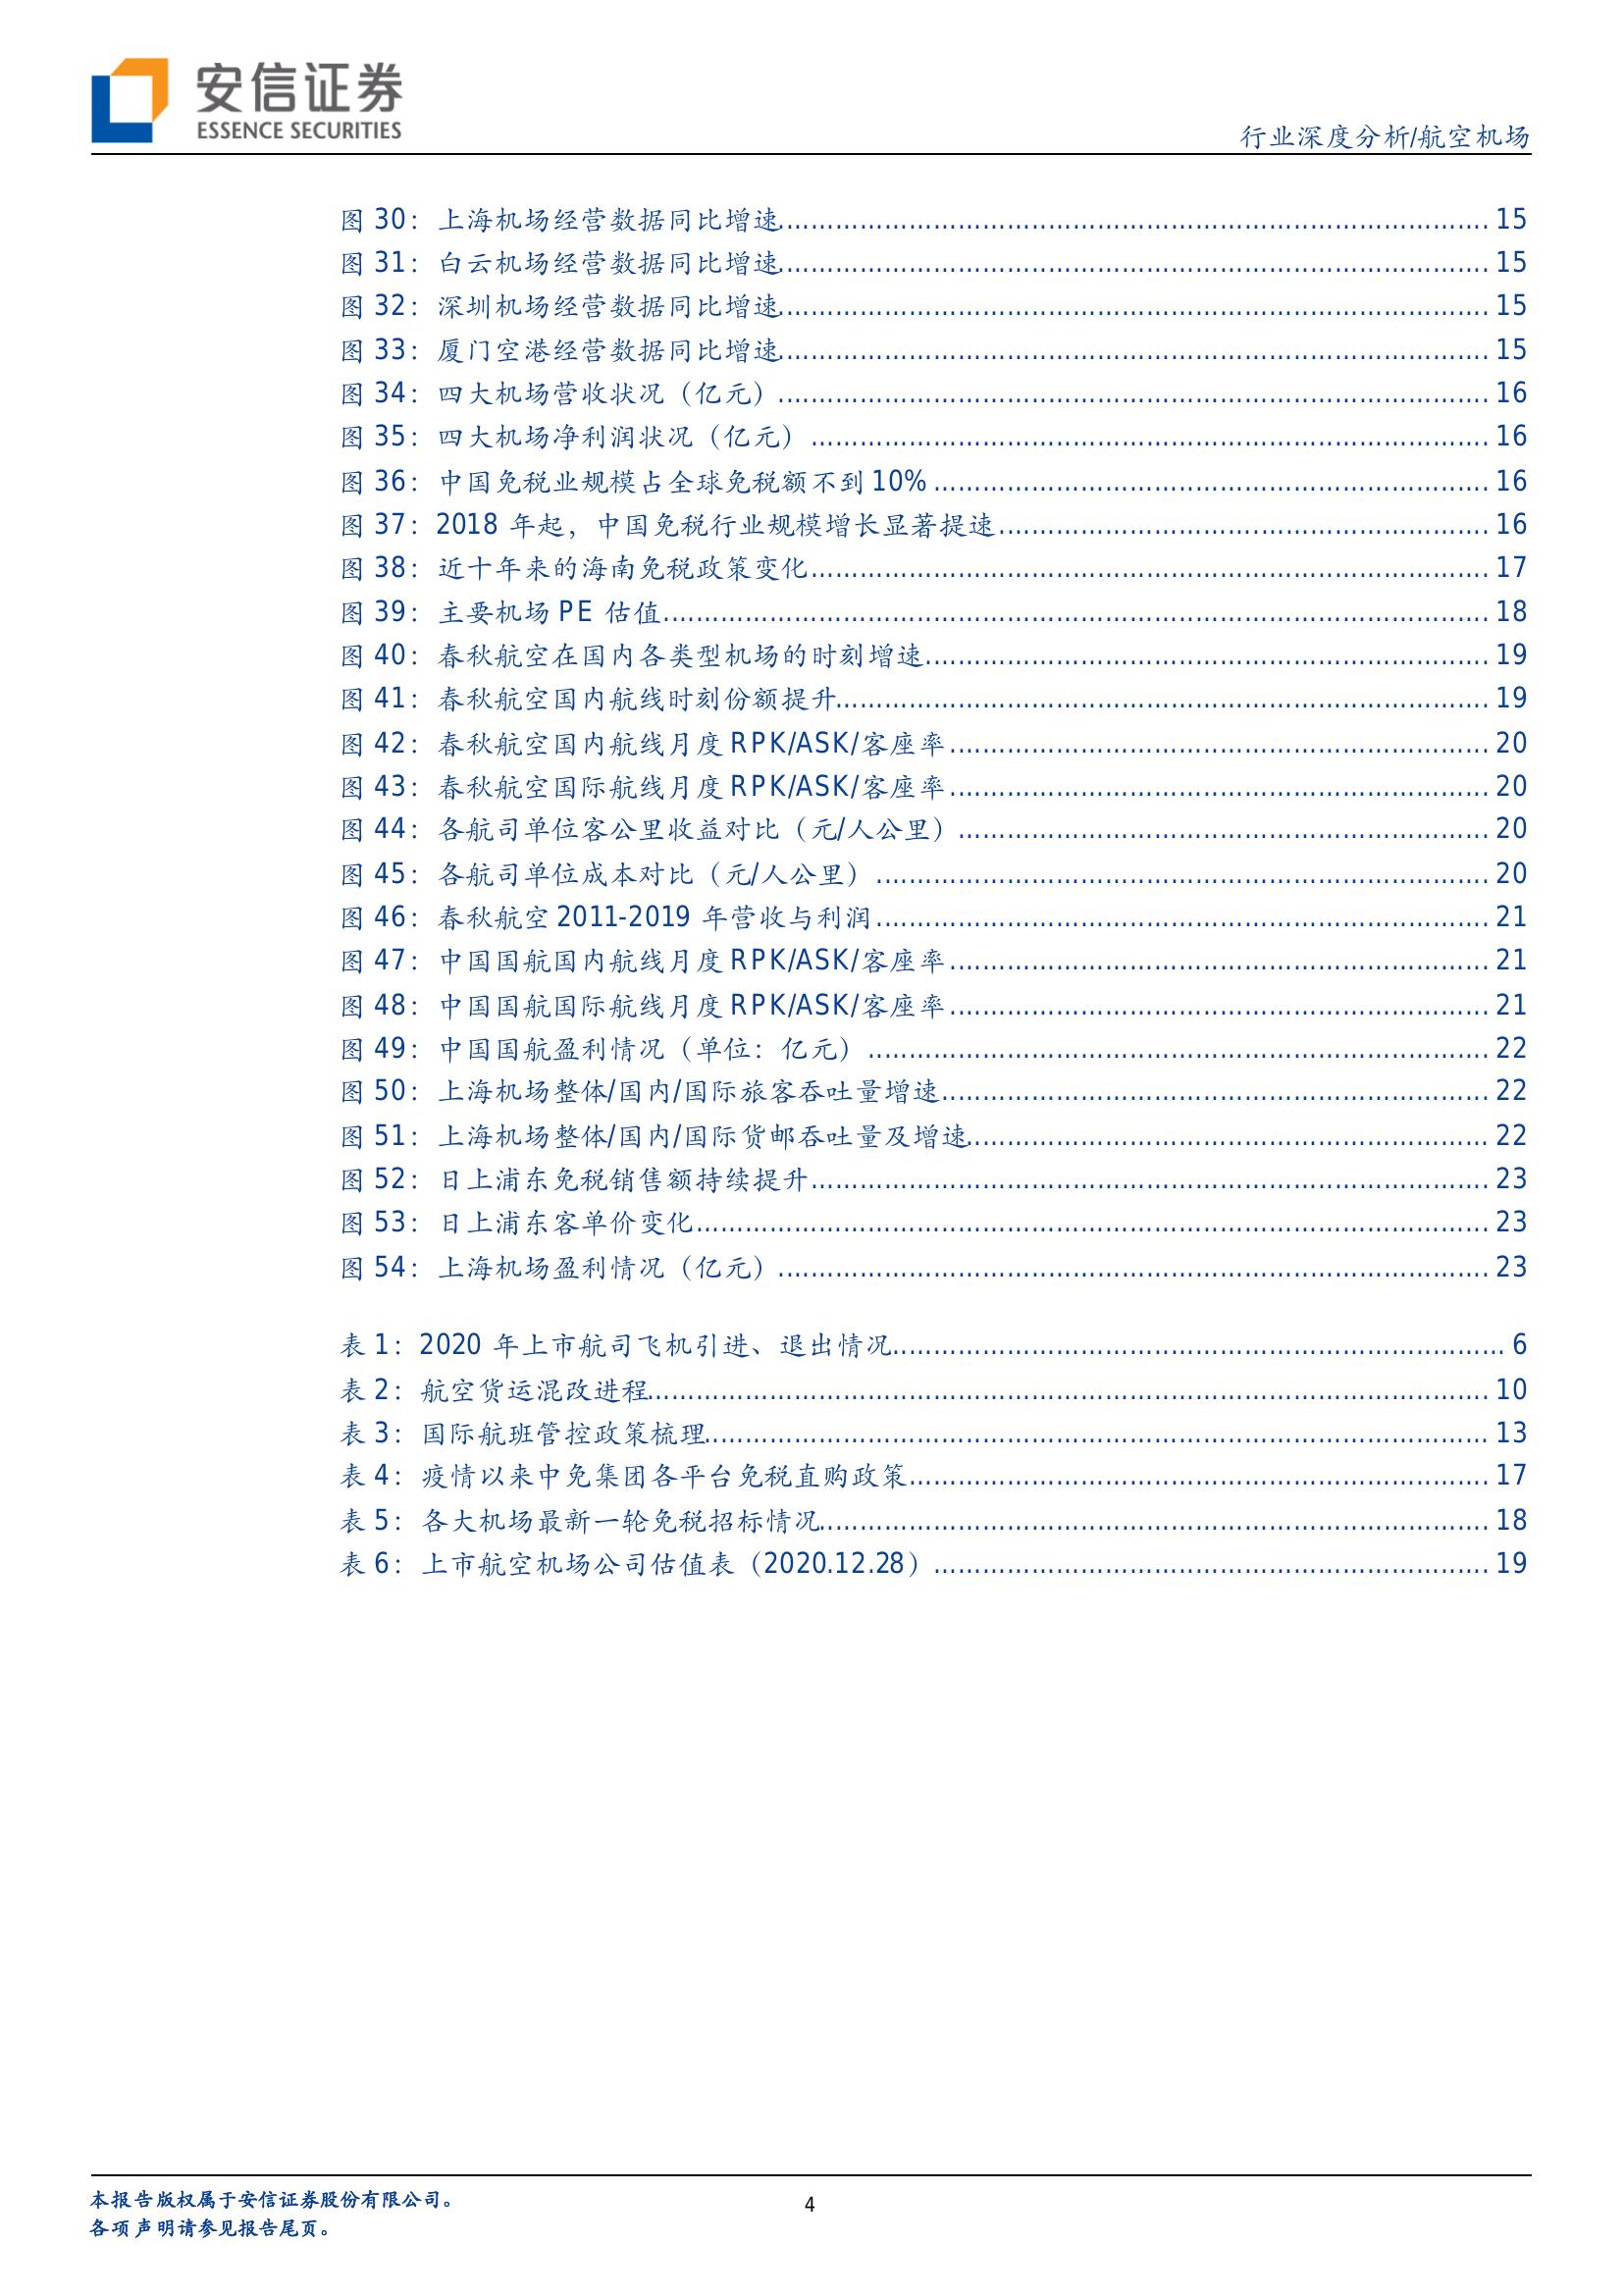 安信证券
ESSENCE SECURITIES
行业深度分析/航空机场
图 30：上海机场经营数据同比增速 15
图 31：白云机场经营数据同比增速 15
图 32：深圳机场经营数据同比增速 15
图 33：厦门空港经营数据同比增速 15
图 34：四大机场营收状况（亿元） 16
图 35：四大机场净利润状况（亿元） 16
图 36：中国免税业规模占全球免税额不到 10% 16
图 37：2018 年起，中国免税行业规模增长显著提速 16
图 38：近十年来的海南免税政策变化 17
图 39：主要机场 PE 估值 18
图 40：春秋航空在国内各类型机场的时刻增速 19
图 41：春秋航空国内航线时刻份额提升 19
图 42：春秋航空国内航线月度 RPK/ASK/客座率 20
图 43：春秋航空国际航线月度 RPK/ASK/客座率 20
图 44：各航司单位客公里收益对比（元/人公里） 20
图 45：各航司单位成本对比（元/人公里） 20
图 46：春秋航空 2011-2019 年营收与利润 21
图 47：中国国航国内航线月度 RPK/ASK/客座率 21
图 48：中国国航国际航线月度 RPK/ASK/客座率 21
图 49：中国国航盈利情况（单位：亿元） 22
图 50：上海机场整体/国内/国际旅客吞吐量增速 22
图 51：上海机场整体/国内/国际货邮吞吐量及增速 22
图 52：日上浦东免税销售额持续提升 23
图 53：日上浦东客单价变化 23
图 54：上海机场盈利情况（亿元） 23
表 1：2020 年上市航司飞机引进、退出情况 6
表 2：航空货运混改进程 10
表 3：国际航班管控政策梳理 13
表 4：疫情以来中免集团各平台免税直购政策 17
表 5：各大机场最新一轮免税招标情况 18
表 6：上市航空机场公司估值表（2020.12.28） 19
本报告版权属于安信证券股份有限公司。
4
各项声明请参见报告尾页。